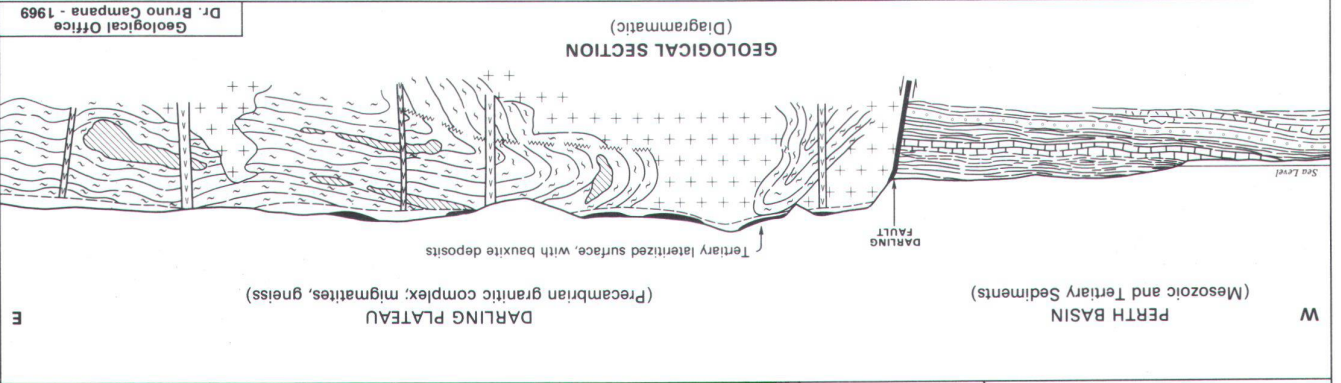 W
E
PERTH BASIN
(Mesozoic and Tertiary Sediments)
DARLING PLATEAU
(Precambrian granitic complex; migmatites, gneiss)
Tertiary lateritized surface, with bauxite deposits
DARLING
FAULT
Sea Level
GEOLOGICAL SECTION
(Diagrammatic)
Geological Office
Dr. Bruno Campana - 1969